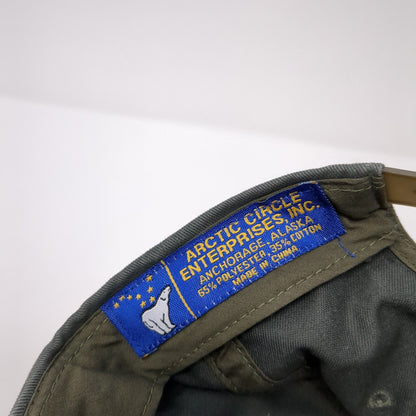 ARCTIC CIRCLE
ENTERPRISES, INC.
ANCHORAGE, ALASKA
65% POLYESTER, 35% COTTON
MADE IN CHINA